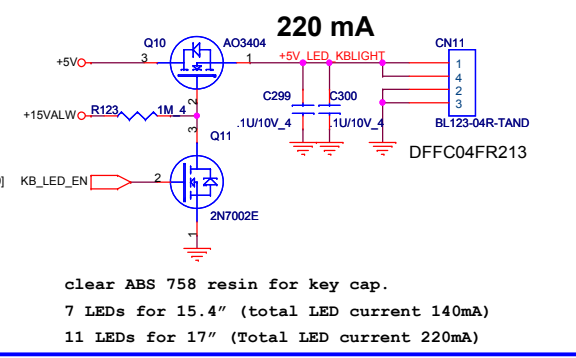 220 mA
Q10
AO3404
CN11
+5V
3
1
+5V_LED_KBLIGHT
1
4
2
3
C299
C300
+15VALW
R123
1M_4
2
3
.1U/10V_4
.1U/10V_4
BL123-04R-TAND
Q11
DFFC04FR213
KB_LED_EN
2
2N7002E
1
clear ABS 758 resin for key cap.
7 LEDs for 15.4” (total LED current 140mA)
11 LEDs for 17” (Total LED current 220mA)